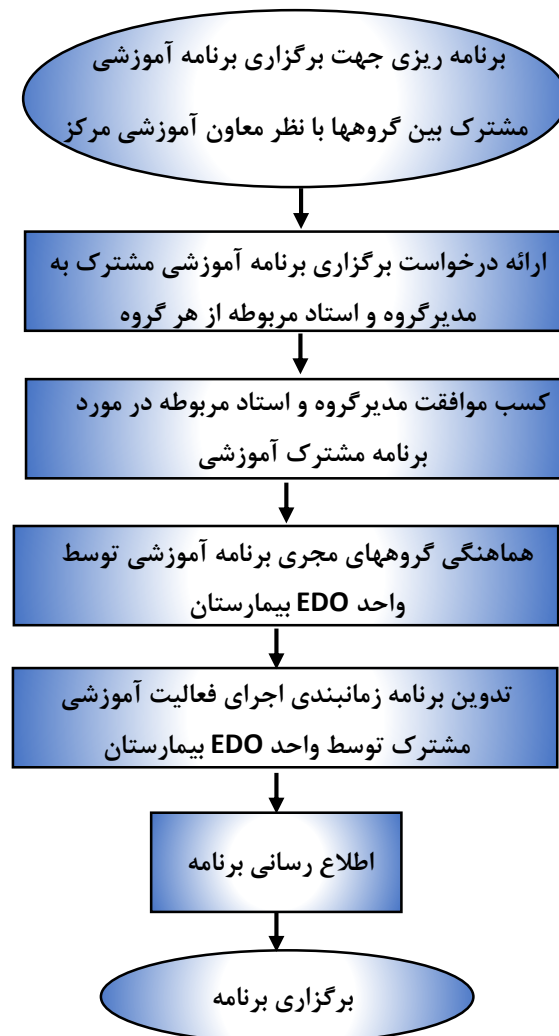 برنامه ریزی جهت برگزاری برنامه آموزشی
مشترک بین گروهها با نظر معاون آموزشی مرکز
ارائه درخواست برگزاری برنامه آموزشی مشترک به
مدیرگروه و استاد مربوطه از هر گروه
کسب موافقت مدیرگروه و استاد مربوطه در مورد
برنامه مشترک آموزشی
هماهنگی گروههای مجری برنامه آموزشی توسط
واحد EDO بیمارستان
تدوین برنامه زمانبندی اجرای فعالیت آموزشی
مشترک توسط واحد EDO بیمارستان
اطلاع رسانی برنامه
برگزاری برنامه